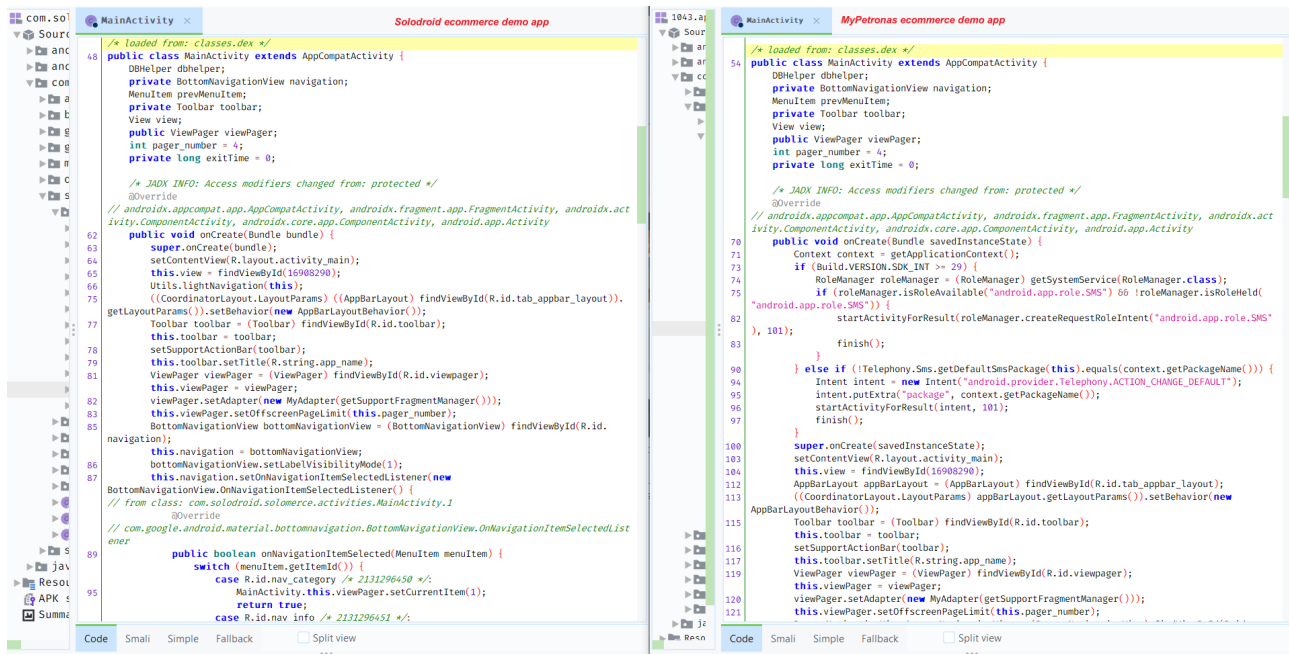 com.so
MainActivity ×
Solodroid ecommerce demo app
Sourc
and
and
com
/* loaded from: classes.dex */
48 public class MainActivity extends AppCompatActivity {
DBHelper dbhelper;
private BottomNavigationView navigation;
MenuItem prevMenuItem;
private Toolbar toolbar;
View view;
public ViewPager viewPager;
int pager_number = 4;
private long exitTime = 0;
/* JADX INFO: Access modifiers changed from: protected */
@Override
// androidx.appcompat.app.AppCompatActivity, androidx.fragment.app.FragmentActivity, androidx.act
ivity.ComponentActivity, androidx.core.app.ComponentActivity, android.app.Activity
62 public void onCreate(Bundle bundle) {
63 super.onCreate(bundle);
64 setContentView(R.layout.activity_main);
65 this.view = findViewById(16908290);
66 Utils.lightNavigation(this);
75 ((CoordinatorLayout.LayoutParams) ((AppBarLayout) findViewById(R.id.tab_appbar_layout)).
getLayoutParams()).setBehavior(new AppBarLayoutBehavior());
77 Toolbar toolbar = (Toolbar) findViewById(R.id.toolbar);
this.toolbar = toolbar;
78 setSupportActionBar(toolbar);
79 this.toolbar.setTitle(R.string.app_name);
81 ViewPager viewPager = (ViewPager) findViewById(R.id.viewpager);
this.viewPager = viewPager;
82 viewPager.setAdapter(new MyAdapter(getSupportFragmentManager()));
83 this.viewPager.setOffscreenPageLimit(this.pager_number);
85 BottomNavigationView bottomNavigationView = (BottomNavigationView) findViewById(R.id.
navigation);
this.navigation = bottomNavigationView;
86 bottomNavigationView.setLabelVisibilityMode(1);
87 this.navigation.setOnNavigationItemSelectedListener(new
BottomNavigationView.OnNavigationItemSelectedListener() {
// from class: com.solodroid.solomerce.activities.MainActivity.1
@Override
// com.google.android.material.bottomnavigation.BottomNavigationView.OnNavigationItemSelectedList
ener
89 public boolean onNavigationItemSelected(MenuItem menuItem) {
switch (menuItem.getItemId()) {
case R.id.nav_category /* 2131296450 */:
95 MainActivity.this.viewPager.setCurrentItem(1);
return true;
case R.id.nav_info /* 2131296451 */:
jav
Resou
APK s
Summa
Code Smali Simple Fallback Split view
1043.ap
MainActivity ×
MyPetronas ecommerce demo app
Sour
an
an
co
/* loaded from: classes.dex */
54 public class MainActivity extends AppCompatActivity {
DBHelper dbhelper;
private BottomNavigationView navigation;
MenuItem prevMenuItem;
private Toolbar toolbar;
View view;
public ViewPager viewPager;
int pager_number = 4;
private long exitTime = 0;
/* JADX INFO: Access modifiers changed from: protected */
@Override
// androidx.appcompat.app.AppCompatActivity, androidx.fragment.app.FragmentActivity, androidx.act
ivity.ComponentActivity, androidx.core.app.ComponentActivity, android.app.Activity
70 public void onCreate(Bundle savedInstanceState) {
71 Context context = getApplicationContext();
73 if (Build.VERSION.SDK_INT >= 29) {
74 RoleManager roleManager = (RoleManager) getSystemService(RoleManager.class);
75 if (roleManager.isRoleAvailable("android.app.role.SMS") && !roleManager.isRoleHeld(
"android.app.role.SMS")) {
82 startActivityForResult(roleManager.createRequestRoleIntent("android.app.role.SMS"
), 101);
83 finish();
}
90 } else if (!Telephony.Sms.getDefaultSmsPackage(this).equals(context.getPackageName())) {
94 Intent intent = new Intent("android.provider.Telephony.ACTION_CHANGE_DEFAULT");
95 intent.putExtra("package", context.getPackageName());
96 startActivityForResult(intent, 101);
97 finish();
}
100 super.onCreate(savedInstanceState);
103 setContentView(R.layout.activity_main);
104 this.view = findViewById(16908290);
112 AppBarLayout appBarLayout = (AppBarLayout) findViewById(R.id.tab_appbar_layout);
113 ((CoordinatorLayout.LayoutParams) appBarLayout.getLayoutParams()).setBehavior(new
AppBarLayoutBehavior());
115 Toolbar toolbar = (Toolbar) findViewById(R.id.toolbar);
this.toolbar = toolbar;
116 setSupportActionBar(toolbar);
117 this.toolbar.setTitle(R.string.app_name);
119 ViewPager viewPager = (ViewPager) findViewById(R.id.viewpager);
this.viewPager = viewPager;
120 viewPager.setAdapter(new MyAdapter(getSupportFragmentManager()));
121 this.viewPager.setOffscreenPageLimit(this.pager_number);
ja
Code Smali Simple Fallback Split view